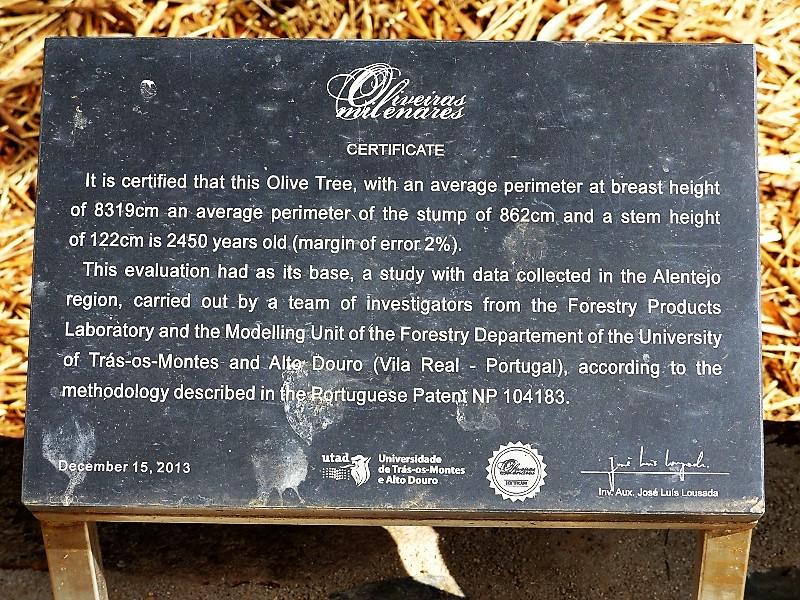 Oliveiras
milenares
CERTIFICATE
It is certified that this Olive Tree, with an average perimeter at breast height
of 8319cm an average perimeter of the stump of 862cm and a stem height
of 122cm is 2450 years old (margin of error 2%).
This evaluation had as its base, a study with data collected in the Alentejo
region, carried out by a team of investigators from the Forestry Products
Laboratory and the Modelling Unit of the Forestry Departement of the University
of Trás-os-Montes and Alto Douro (Vila Real - Portugal), according to the
methodology described in the Portuguese Patent NP 104183.
December 15, 2013
utad
Universidade
de Trás-os-Montes
e Alto Douro
José Luís Lousada
Inv. Aux. José Luís Lousada